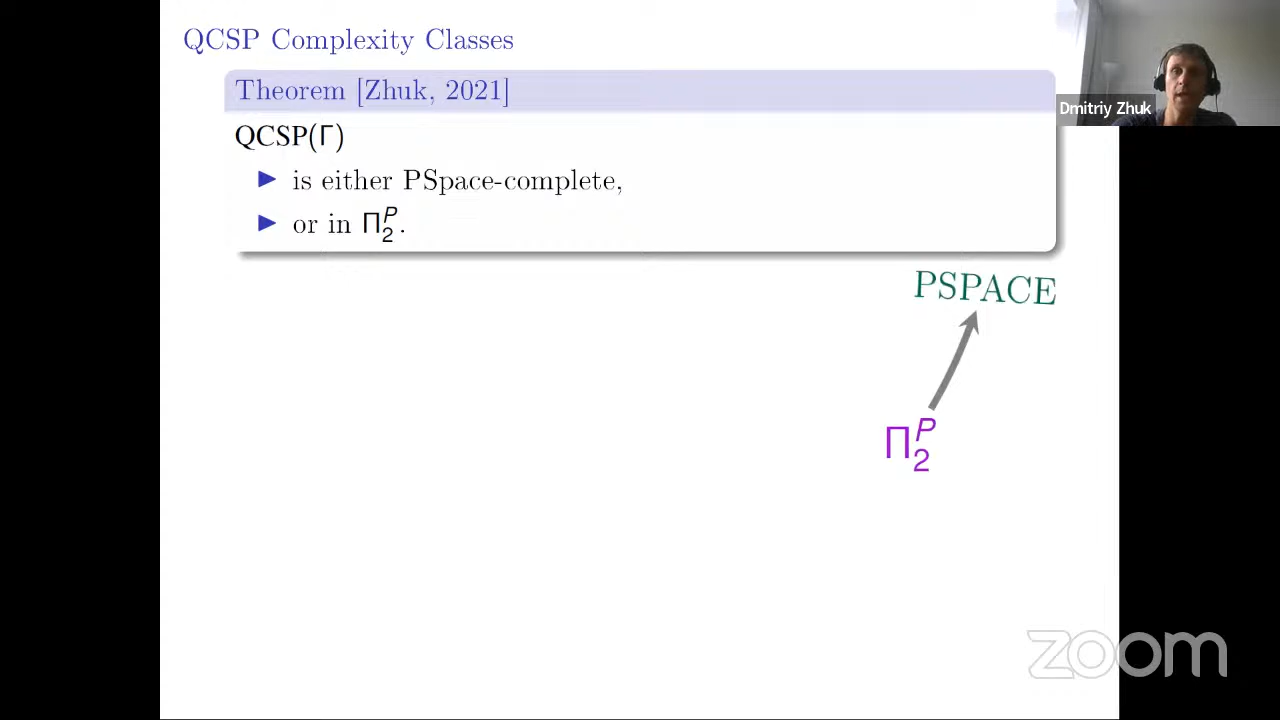 QCSP Complexity Classes
Theorem [Zhuk, 2021]
QCSP(Γ)
▶ is either PSpace-complete,
▶ or in Π₂ᴾ.
Dmitriy Zhuk
PSPACE
Π₂ᴾ
zoom